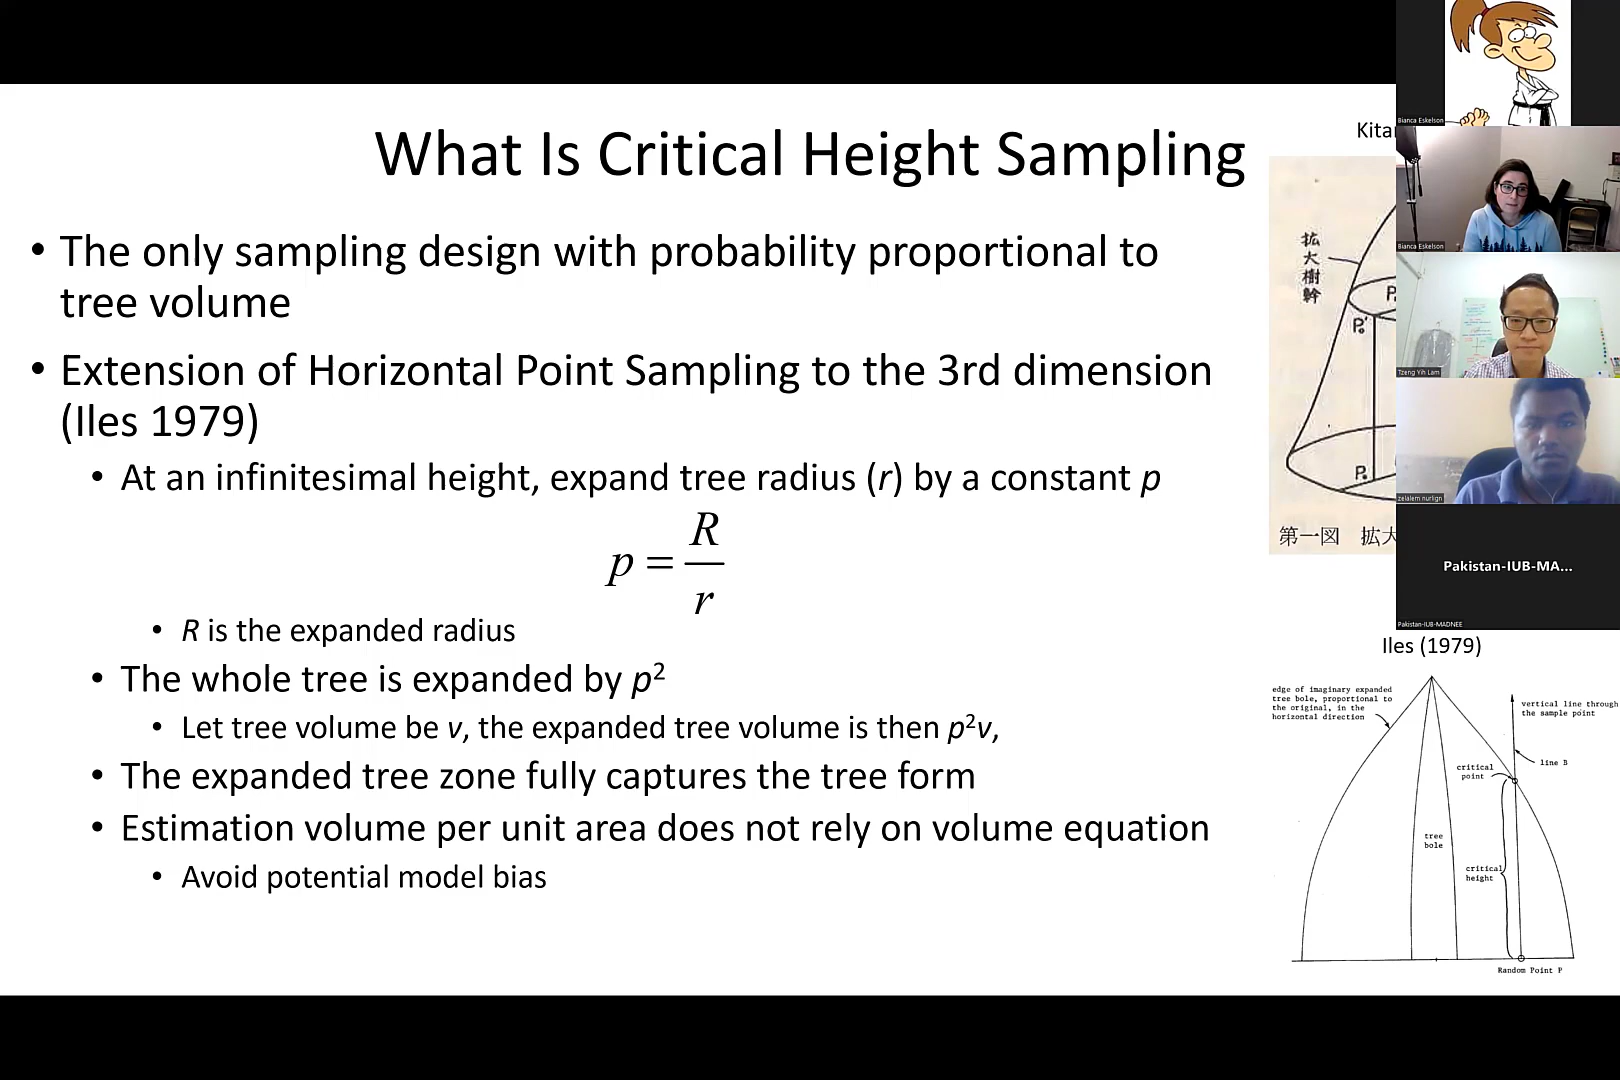 What Is Critical Height Sampling
• The only sampling design with probability proportional to
tree volume
• Extension of Horizontal Point Sampling to the 3rd dimension
(Iles 1979)
• At an infinitesimal height, expand tree radius (r) by a constant p
p = R/r
• R is the expanded radius
• The whole tree is expanded by p²
• Let tree volume be v, the expanded tree volume is then p²v,
• The expanded tree zone fully captures the tree form
• Estimation volume per unit area does not rely on volume equation
• Avoid potential model bias
拡大樹幹
P₀
第一図 拡大
Iles (1979)
edge of imaginary expanded
tree bole, proportional to
the original, in the
horizontal direction
vertical line through
the sample point
line B
critical
point
tree
bole
critical
height
Random Point P
Bianca Eskelson
Bianca Eskelson
Tzeng Yih Lam
zelalem nurlign
Pakistan-IUB-MA...
Pakistan-IUB-MADNEE